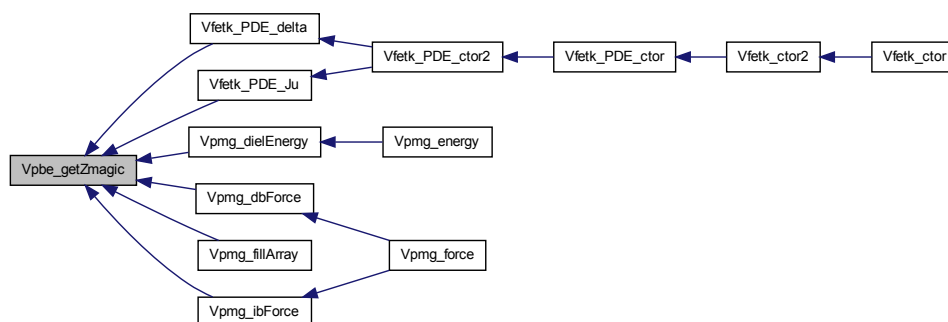 Vfetk_PDE_delta
Vfetk_PDE_ctor2
Vfetk_PDE_ctor
Vfetk_ctor2
Vfetk_ctor
Vfetk_PDE_Ju
Vpmg_dielEnergy
Vpmg_energy
Vpbe_getZmagic
Vpmg_dbForce
Vpmg_fillArray
Vpmg_force
Vpmg_ibForce